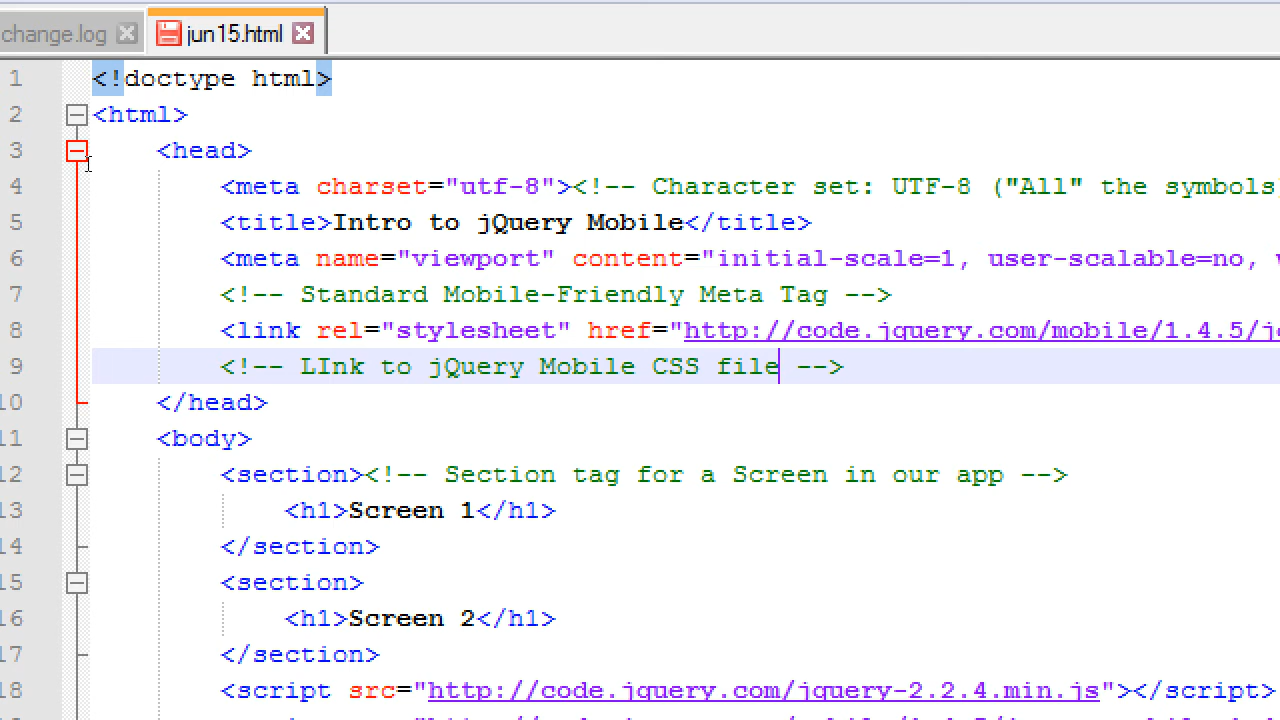 change.log jun15.html
1 <!doctype html>
2 <html>
3 <head>
4 <meta charset="utf-8"><!-- Character set: UTF-8 ("All" the symbols
5 <title>Intro to jQuery Mobile</title>
6 <meta name="viewport" content="initial-scale=1, user-scalable=no,
7 <!-- Standard Mobile-Friendly Meta Tag -->
8 <link rel="stylesheet" href="http://code.jquery.com/mobile/1.4.5/j
9 <!-- LInk to jQuery Mobile CSS file -->
10 </head>
11 <body>
12 <section><!-- Section tag for a Screen in our app -->
13 <h1>Screen 1</h1>
14 </section>
15 <section>
16 <h1>Screen 2</h1>
17 </section>
18 <script src="http://code.jquery.com/jquery-2.2.4.min.js"></script>